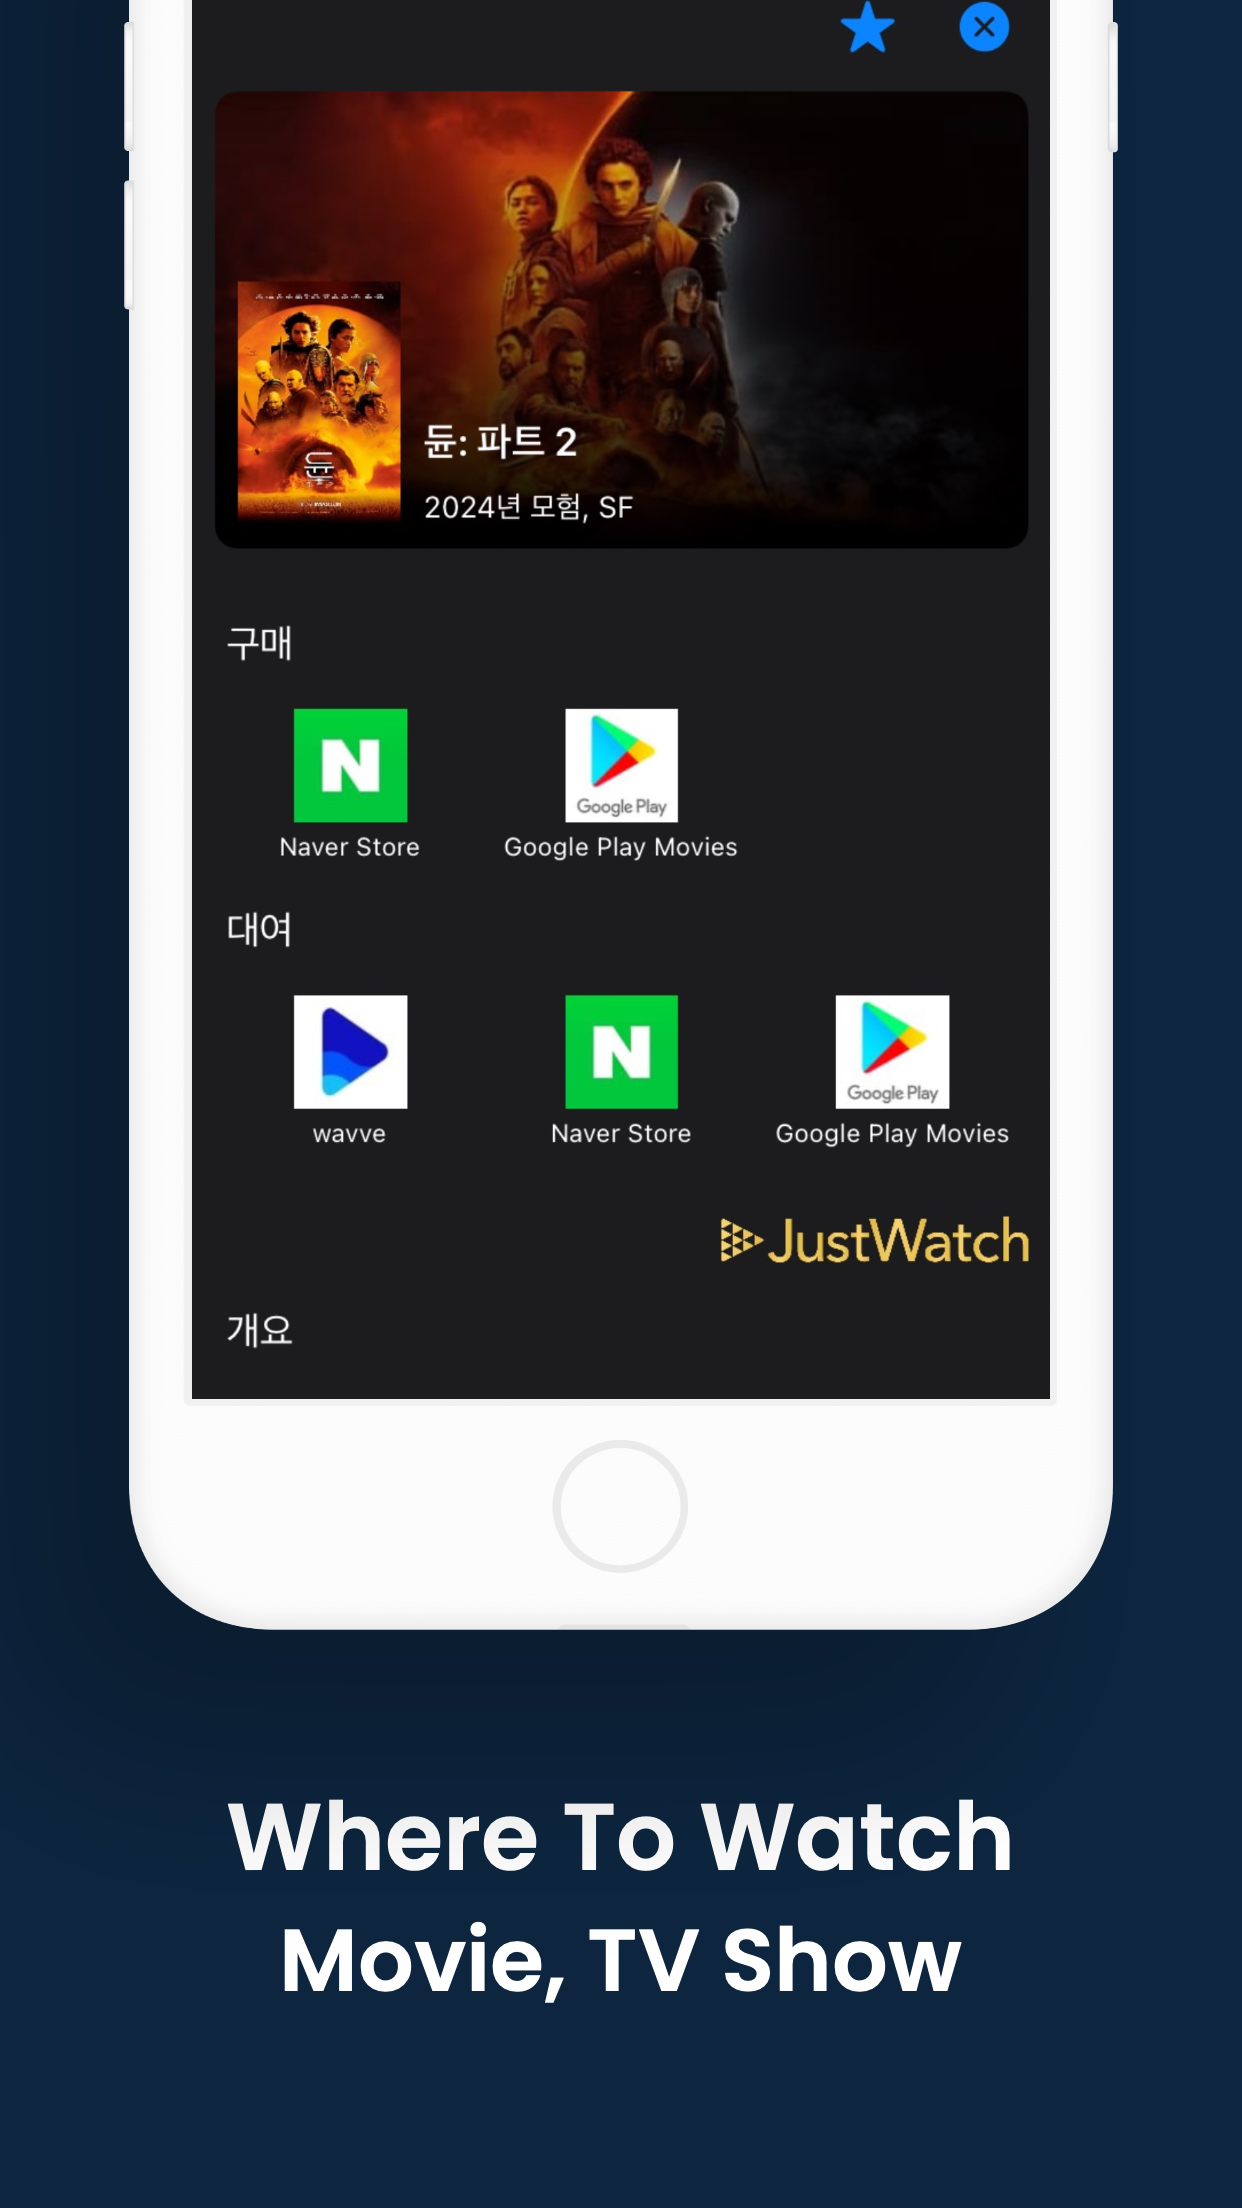 듄
듄: 파트 2
2024년 모험, SF
구매
N
Google Play
Naver Store
Google Play Movies
대여
N
Google Play
wavve
Naver Store
Google Play Movies
JustWatch
개요
Where To Watch
Movie, TV Show